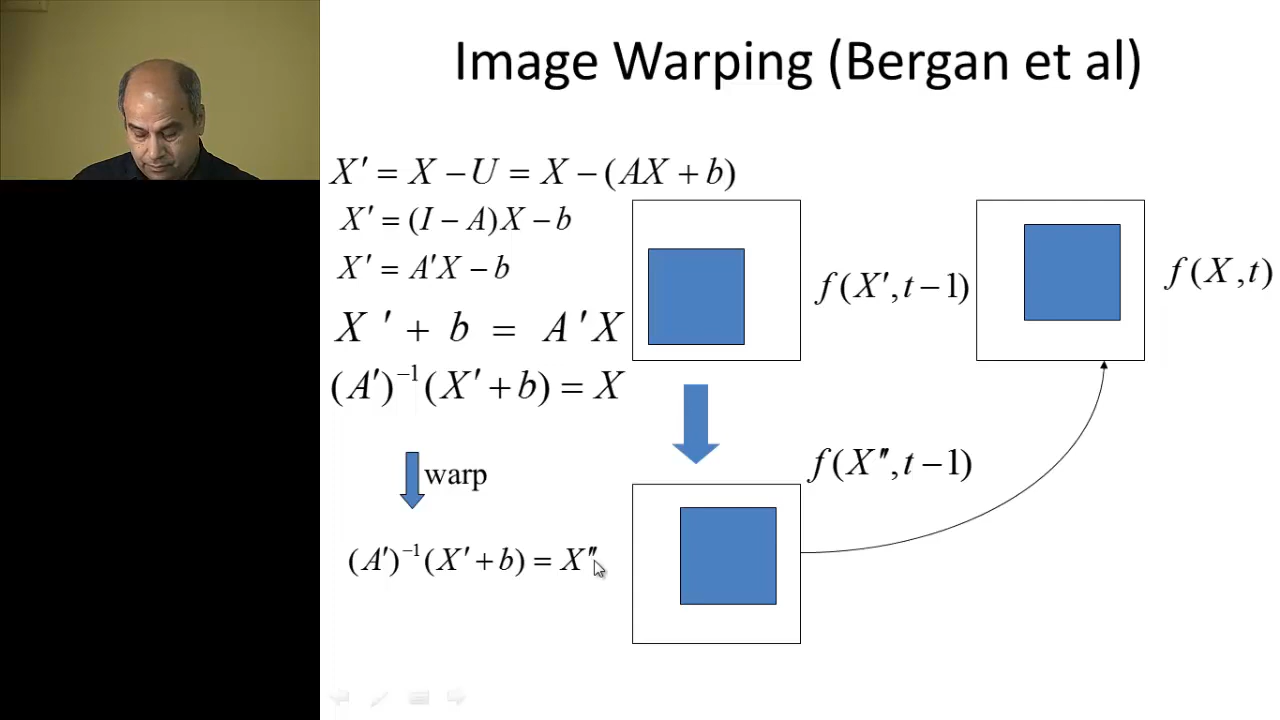 Image Warping (Bergan et al)
X′ = X − U = X − (AX + b)
X′ = (I − A)X − b
X′ = A′X − b
X ′ + b = A ′ X
(A′)⁻¹(X′ + b) = X
f(X′, t − 1)
f(X, t)
warp
f(X″, t − 1)
(A′)⁻¹(X′ + b) = X″